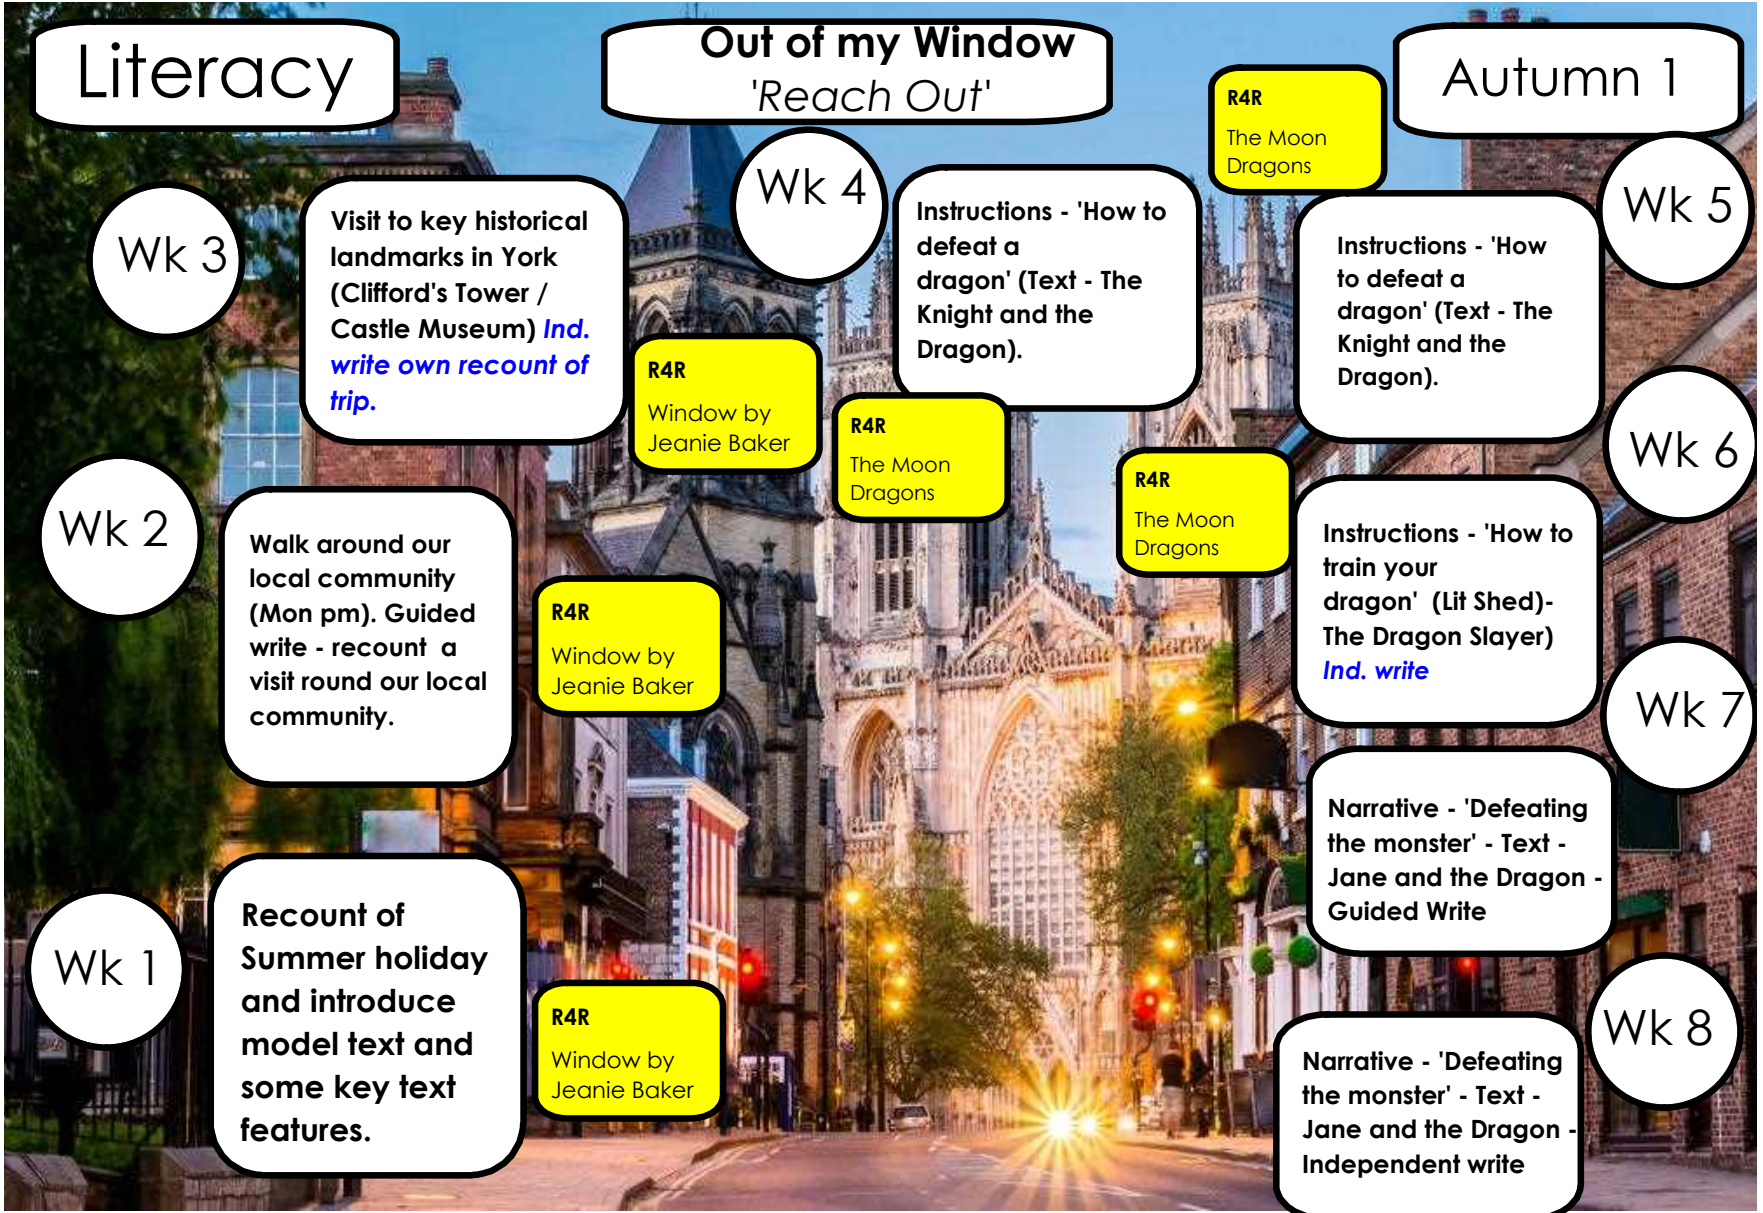 Literacy
Out of my Window
'Reach Out'
Autumn 1
Wk 1
Recount of
Summer holiday
and introduce
model text and
some key text
features.
R4R
Window by
Jeanie Baker
Wk 2
Walk around our
local community
(Mon pm). Guided
write - recount  a
visit round our local
community.
R4R
Window by
Jeanie Baker
Wk 3
Visit to key historical
landmarks in York
(Clifford's Tower /
Castle Museum) Ind.
write own recount of
trip.
R4R
Window by
Jeanie Baker
Wk 4
Instructions - 'How to
defeat a
dragon' (Text - The
Knight and the
Dragon).
R4R
The Moon
Dragons
Wk 5
R4R
The Moon
Dragons
Instructions - 'How
to defeat a
dragon' (Text - The
Knight and the
Dragon).
Wk 6
R4R
The Moon
Dragons
Instructions - 'How to
train your
dragon'  (Lit Shed)-
The Dragon Slayer)
Ind. write
Wk 7
Narrative - 'Defeating
the monster' - Text -
Jane and the Dragon -
Guided Write
Wk 8
Narrative - 'Defeating
the monster' - Text -
Jane and the Dragon -
Independent write